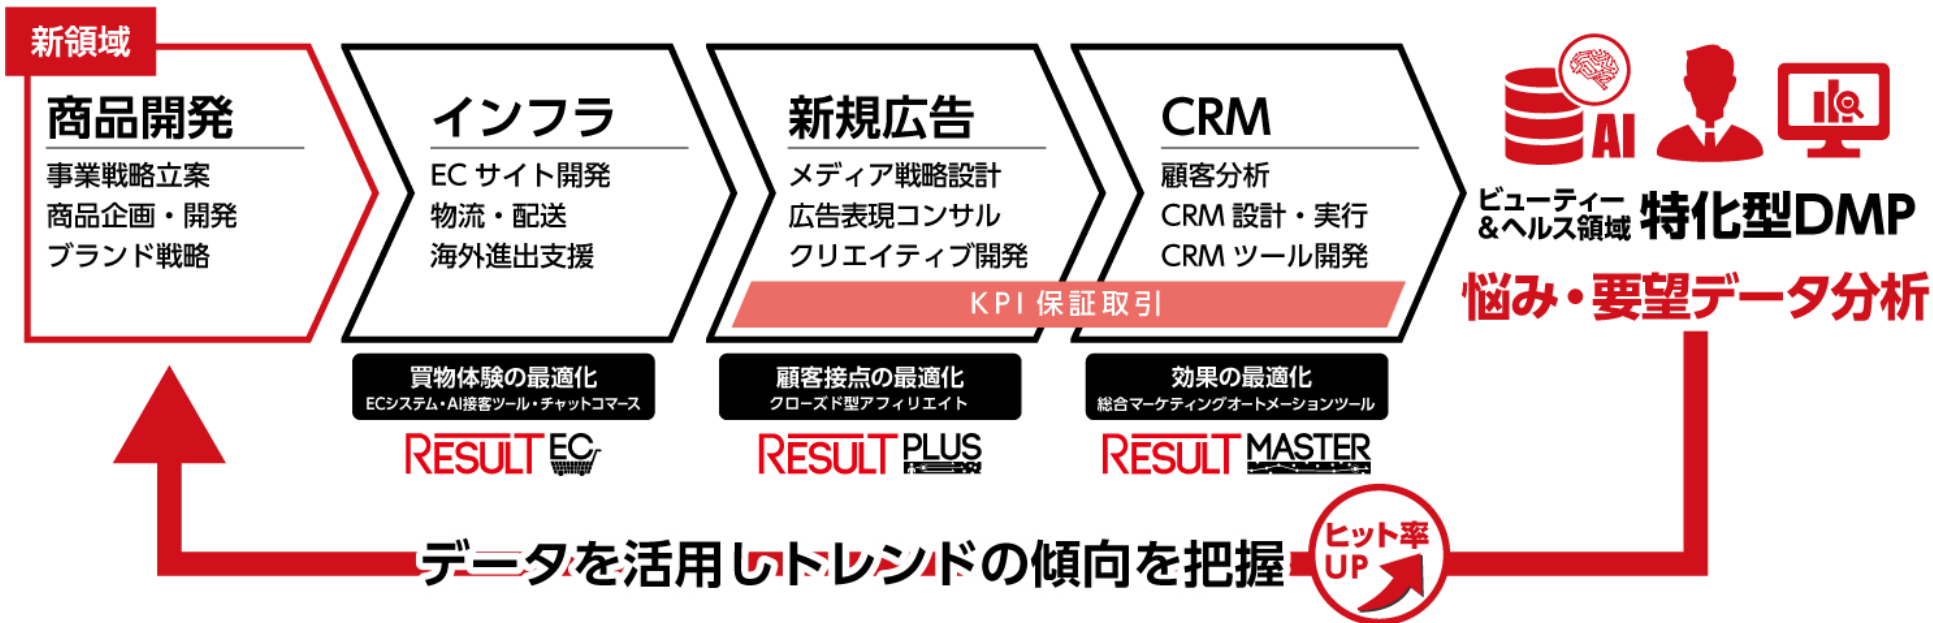 新領域
商品開発
事業戦略立案
商品企画・開発
ブランド戦略
インフラ
EC サイト開発
物流・配送
海外進出支援
新規広告
メディア戦略設計
広告表現コンサル
クリエイティブ開発
CRM
顧客分析
CRM 設計・実行
CRM ツール開発
KPI 保証取引
買物体験の最適化
ECシステム・AI接客ツール・チャットコマース
RESULT EC
顧客接点の最適化
クローズド型アフィリエイト
RESULT PLUS
効果の最適化
総合マーケティングオートメーションツール
RESULT MASTER
AI
ビューティー
&ヘルス領域
特化型DMP
悩み・要望データ分析
データを活用しトレンドの傾向を把握
ヒット率
UP